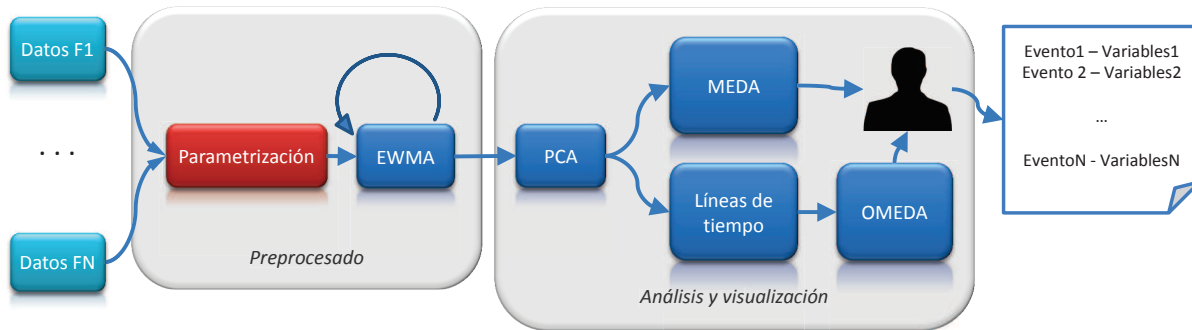 Datos F1
. . .
Datos FN
Parametrización
EWMA
Preprocesado
PCA
MEDA
Líneas de
tiempo
OMEDA
Análisis y visualización
Evento1 – Variables1
Evento 2 – Variables2
...
EventoN - VariablesN